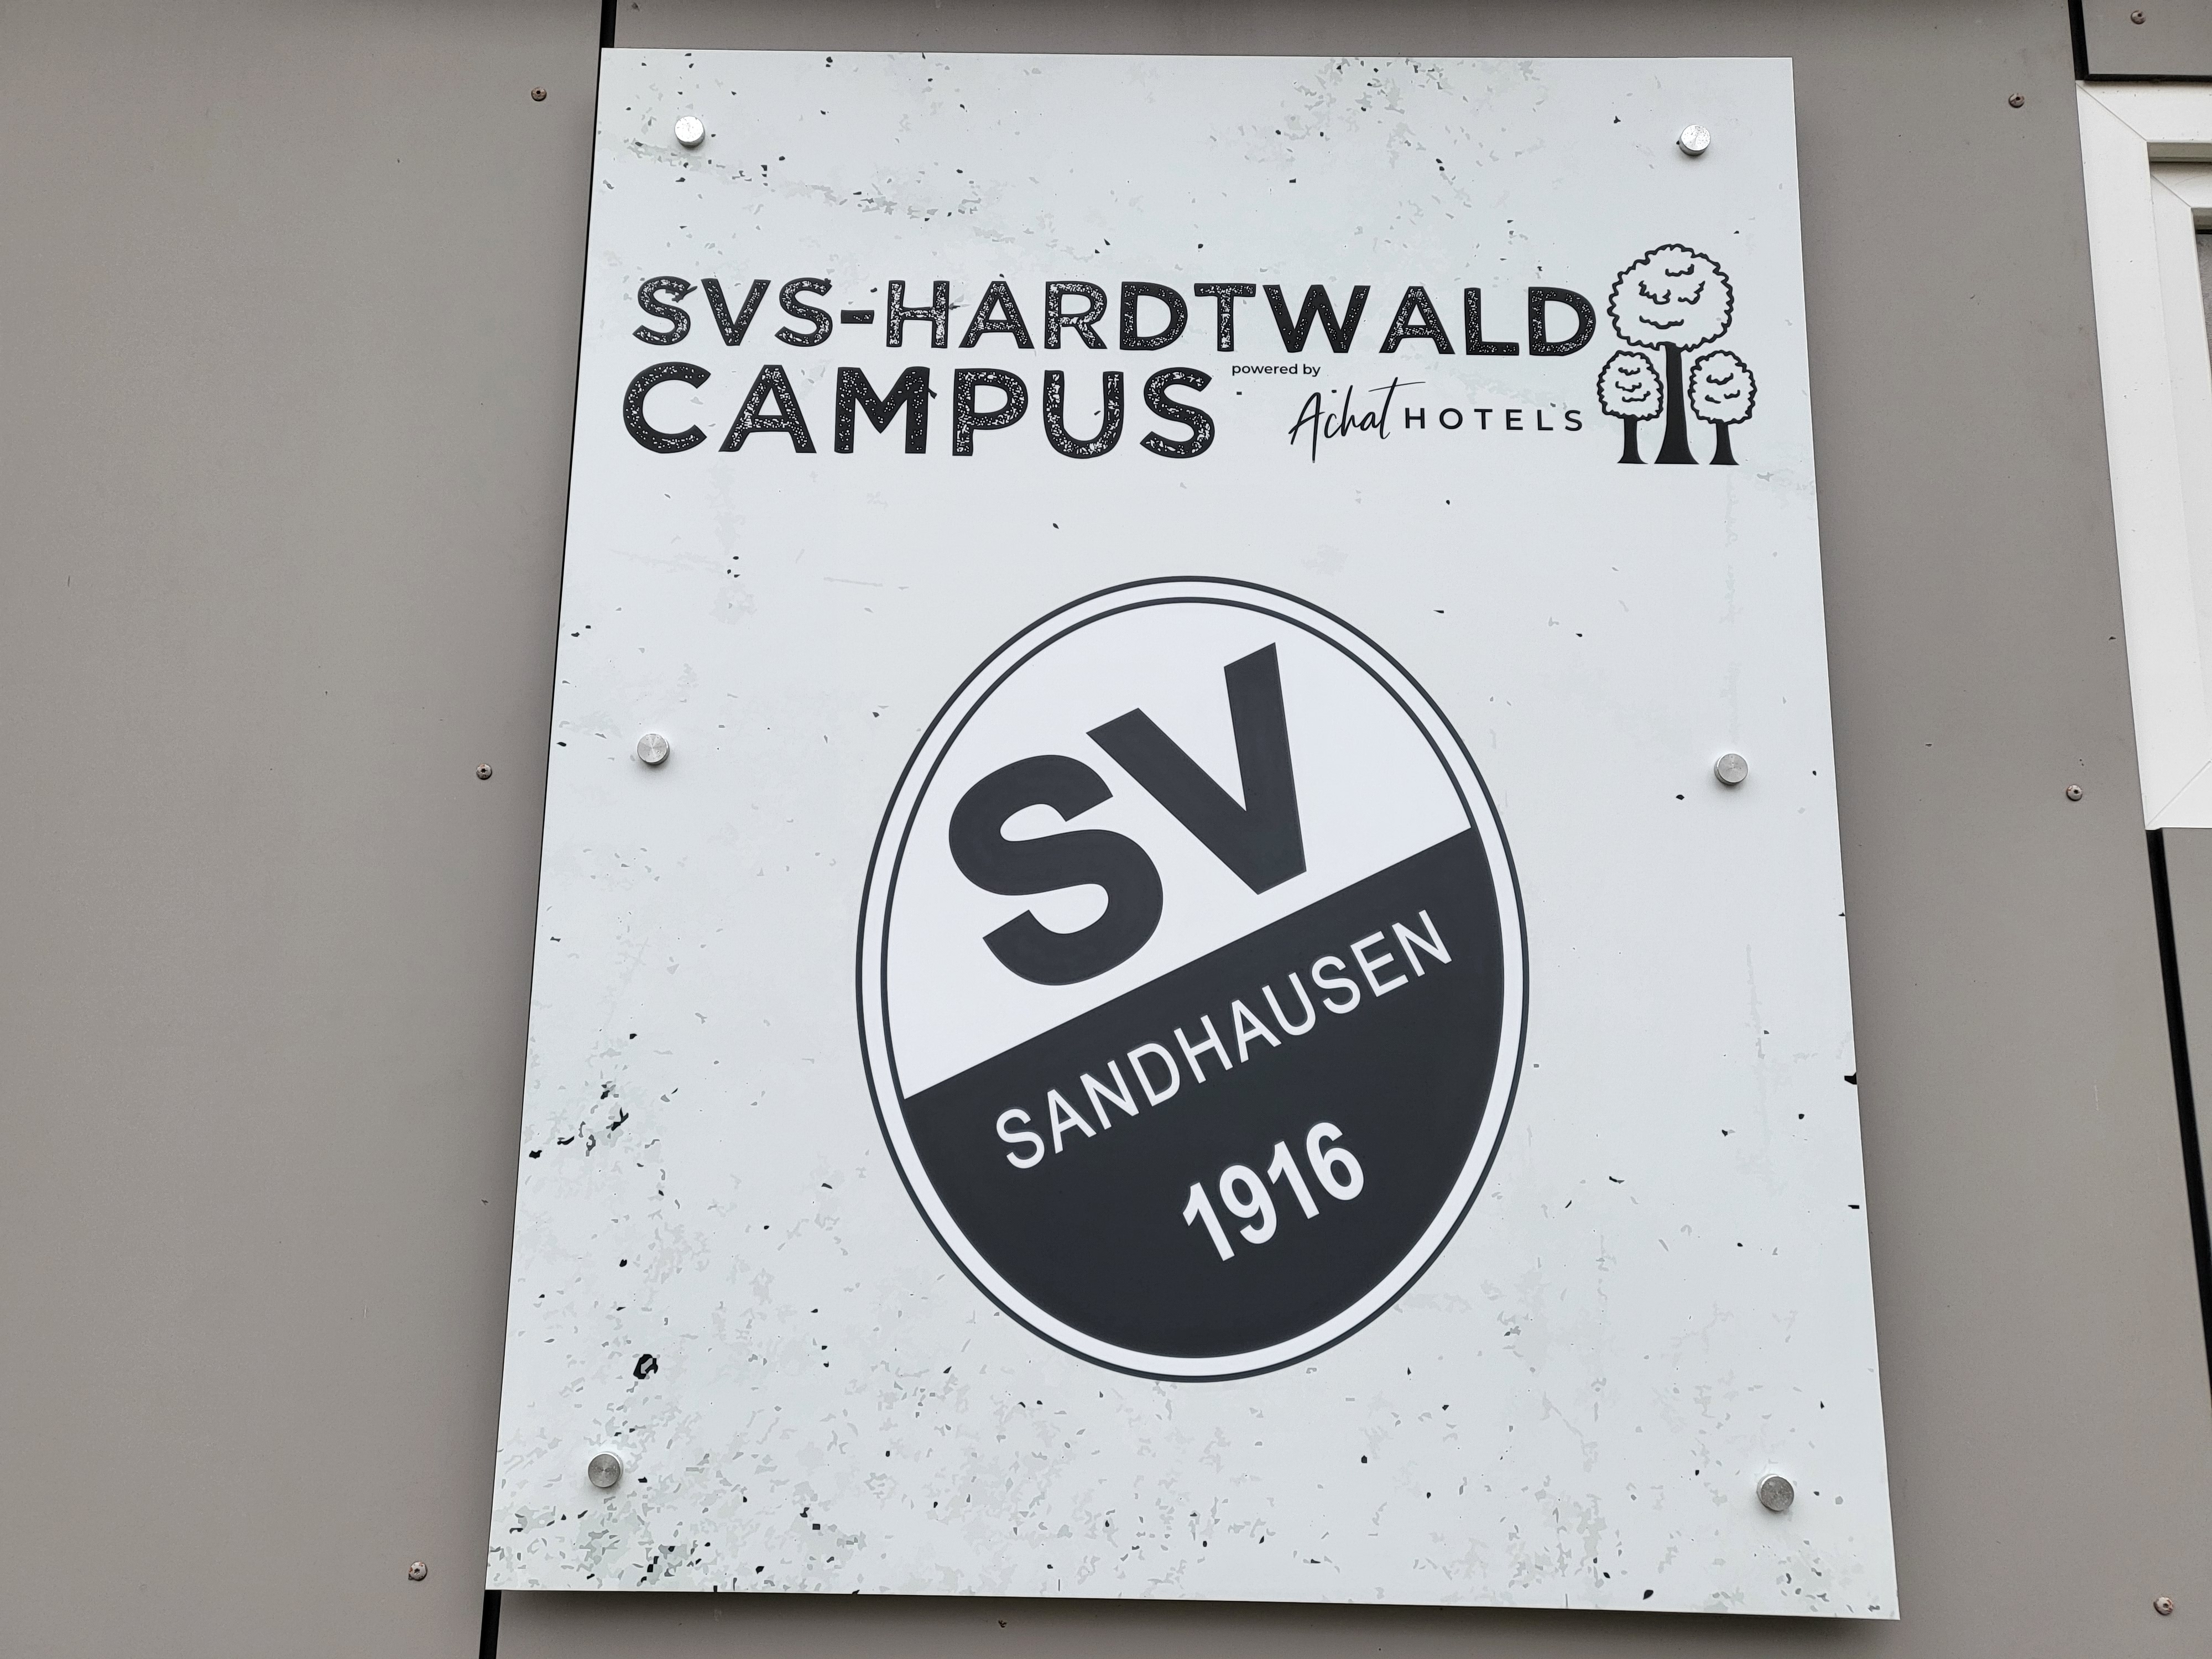 SVS-HARDTWALD
CAMPUS
powered by
Achat HOTELS
SV
SANDHAUSEN
1916